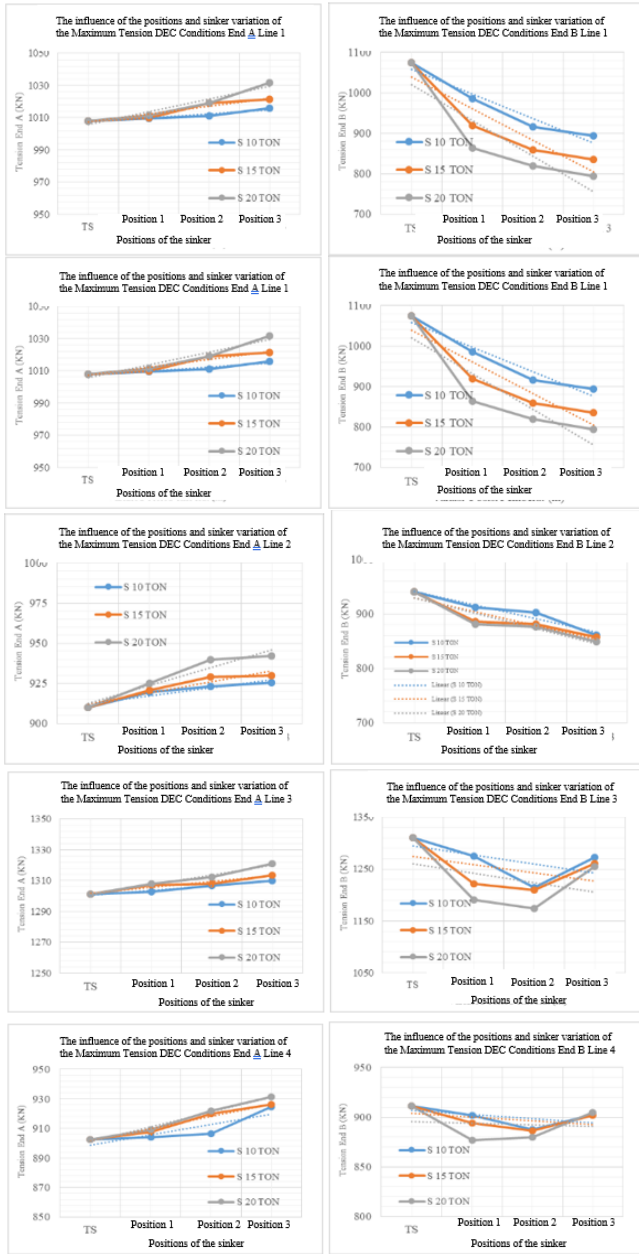 The influence of the positions and sinker variation of
the Maximum Tension DEC Conditions End A Line 1
Tension End A (KN)
1050
1030
1010
990
970
950
S 10 TON
S 15 TON
S 20 TON
TS Position 1 Position 2 Position 3
Positions of the sinker
The influence of the positions and sinker variation of
the Maximum Tension DEC Conditions End B Line 1
Tension End B (KN)
1100
1000
900
800
700
S 10 TON
S 15 TON
S 20 TON
TS Position 1 Position 2 Position 3 3
Positions of the sinker
The influence of the positions and sinker variation of
the Maximum Tension DEC Conditions End A Line 1
Tension End A (KN)
1030
1010
990
970
950
S 10 TON
S 15 TON
S 20 TON
TS Position 1 Position 2 Position 3
Positions of the sinker
The influence of the positions and sinker variation of
the Maximum Tension DEC Conditions End B Line 1
Tension End B (KN)
1100
1000
900
800
700
S 10 TON
S 15 TON
S 20 TON
TS Position 1 Position 2 Position 3
Positions of the sinker
The influence of the positions and sinker variation of
the Maximum Tension DEC Conditions End A Line 2
Tension End A (KN)
1000
975
950
925
900
S 10 TON
S 15 TON
S 20 TON
TS Position 1 Position 2 Position 3
Positions of the sinker
The influence of the positions and sinker variation of
the Maximum Tension DEC Conditions End B Line 2
Tension End B (KN)
900
800
700
S 10 TON
S 15 TON
S 20 TON
Linear (S 10 TON)
Linear (S 15 TON)
Linear (S 20 TON)
TS Position 1 Position 2 Position 3
Positions of the sinker
The influence of the positions and sinker variation of
the Maximum Tension DEC Conditions End A Line 3
Tension End A (KN)
1350
1330
1310
1290
1270
1250
S 10 TON
S 15 TON
S 20 TON
TS Position 1 Position 2 Position 3
Positions of the sinker
The influence of the positions and sinker variation of
the Maximum Tension DEC Conditions End B Line 3
Tension End B (KN)
1350
1250
1150
1050
S 10 TON
S 15 TON
S 20 TON
TS Position 1 Position 2 Position 3
Positions of the sinker
The influence of the positions and sinker variation of
the Maximum Tension DEC Conditions End A Line 4
Tension End A (KN)
950
930
910
890
870
850
S 10 TON
S 15 TON
S 20 TON
TS Position 1 Position 2 Position 3
Positions of the sinker
The influence of the positions and sinker variation of
the Maximum Tension DEC Conditions End B Line 4
Tension End B (KN)
950
900
850
800
S 10 TON
S 15 TON
S 20 TON
TS Position 1 Position 2 Position 3
Positions of the sinker